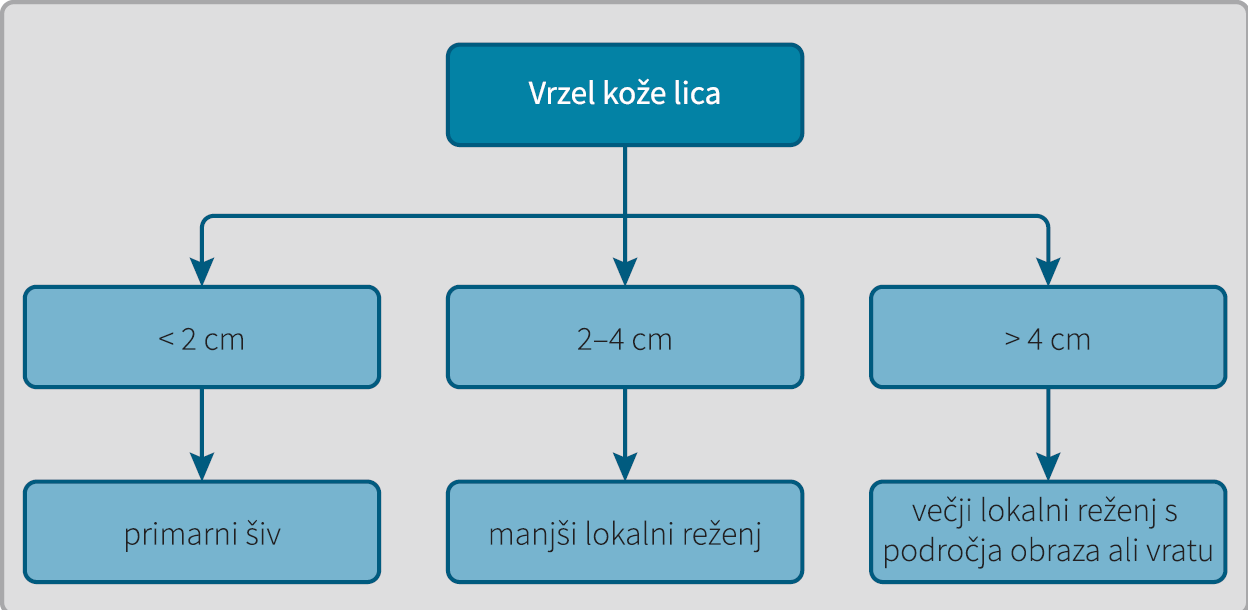 Vrzel kože lica
< 2 cm
2–4 cm
> 4 cm
primarni šiv
manjši lokalni reženj
večji lokalni reženj s
področja obraza ali vratu